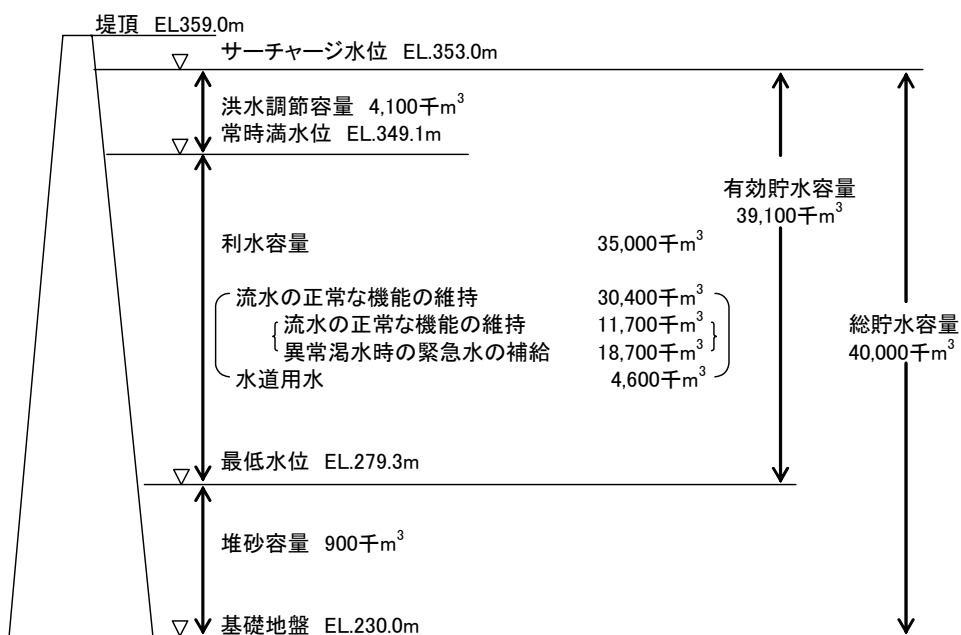 堤頂 EL359.0m
サーチャージ水位 EL.353.0m
洪水調節容量 4,100千m³
常時満水位 EL.349.1m
有効貯水容量
39,100千m³
利水容量 35,000千m³
流水の正常な機能の維持 30,400千m³
流水の正常な機能の維持 11,700千m³
異常渇水時の緊急水の補給 18,700千m³
水道用水 4,600千m³
総貯水容量
40,000千m³
最低水位 EL.279.3m
堆砂容量 900千m³
基礎地盤 EL.230.0m